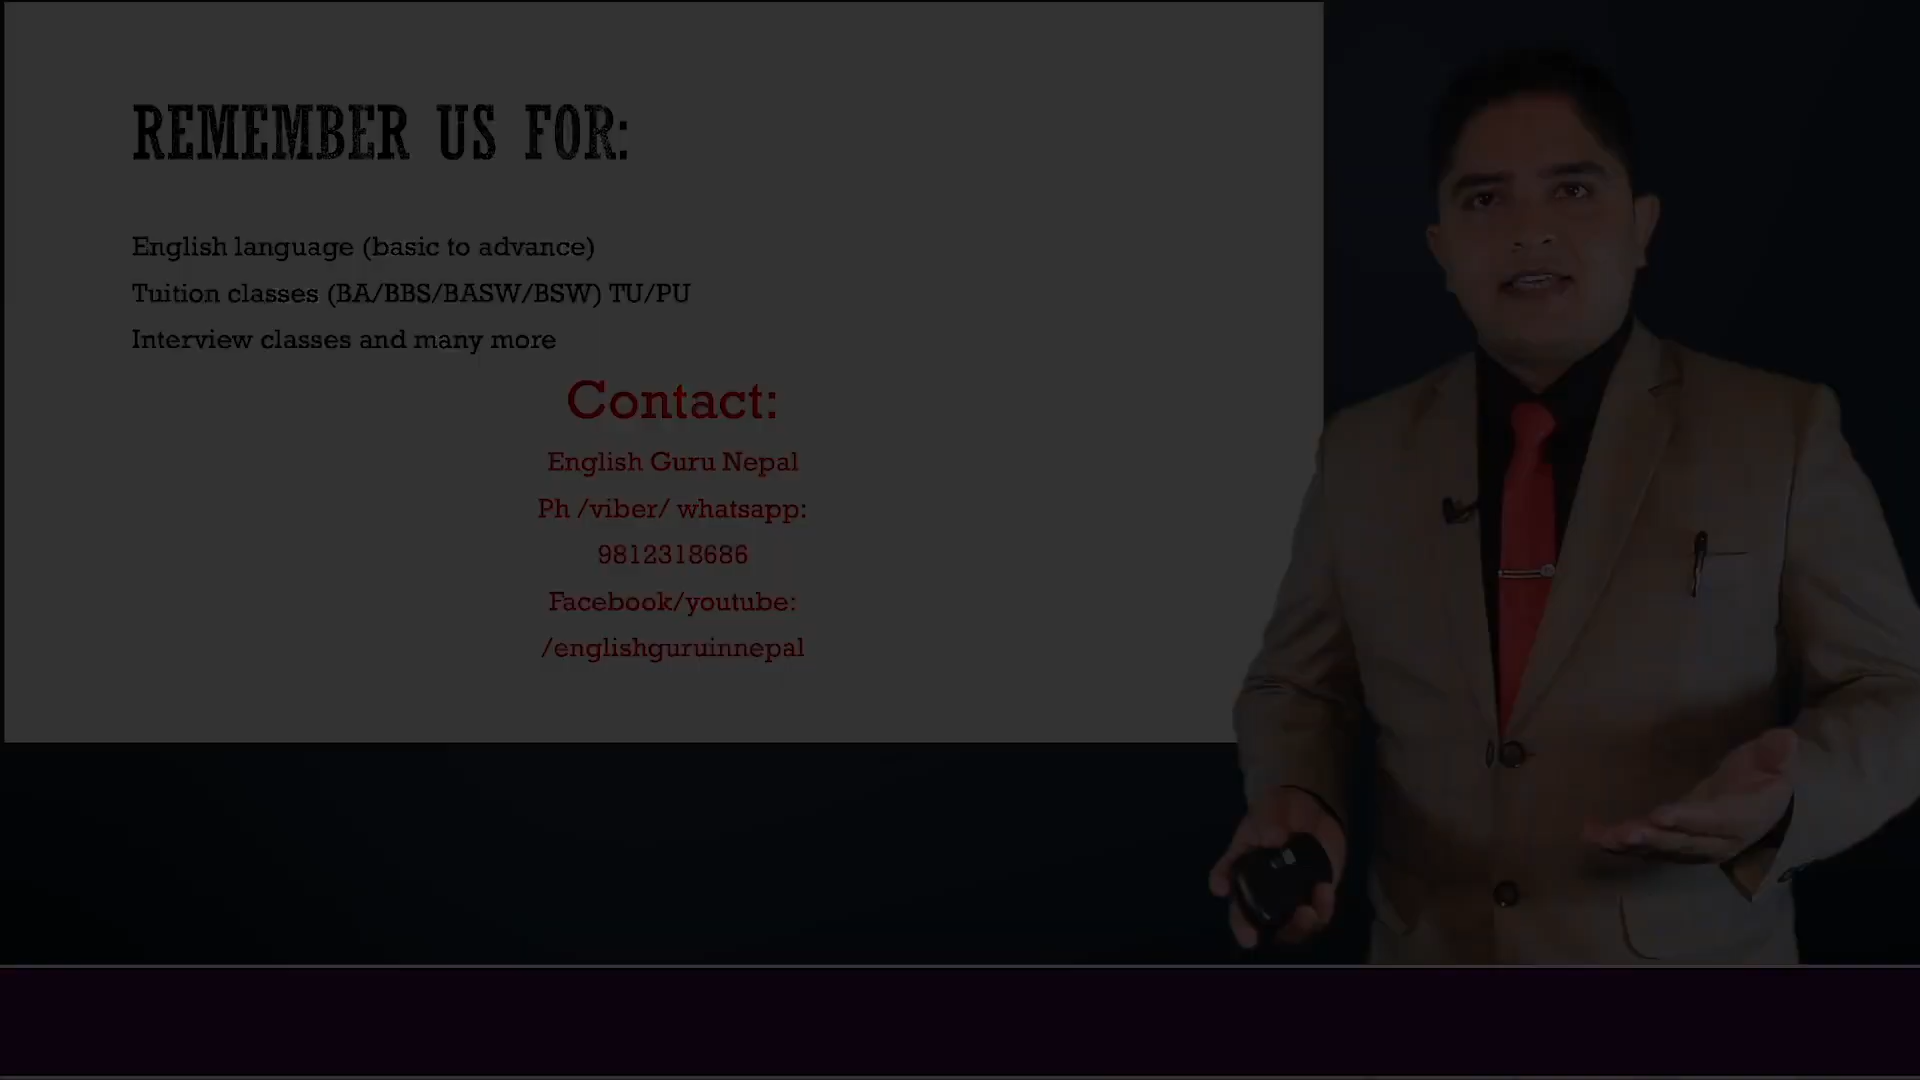 REMEMBER US FOR:
English language (basic to advance)
Tuition classes (BA/BBS/BASW/BSW) TU/PU
Interview classes and many more
Contact:
English Guru Nepal
Ph /viber/ whatsapp:
9812318686
Facebook/youtube:
/englishguruinnepal